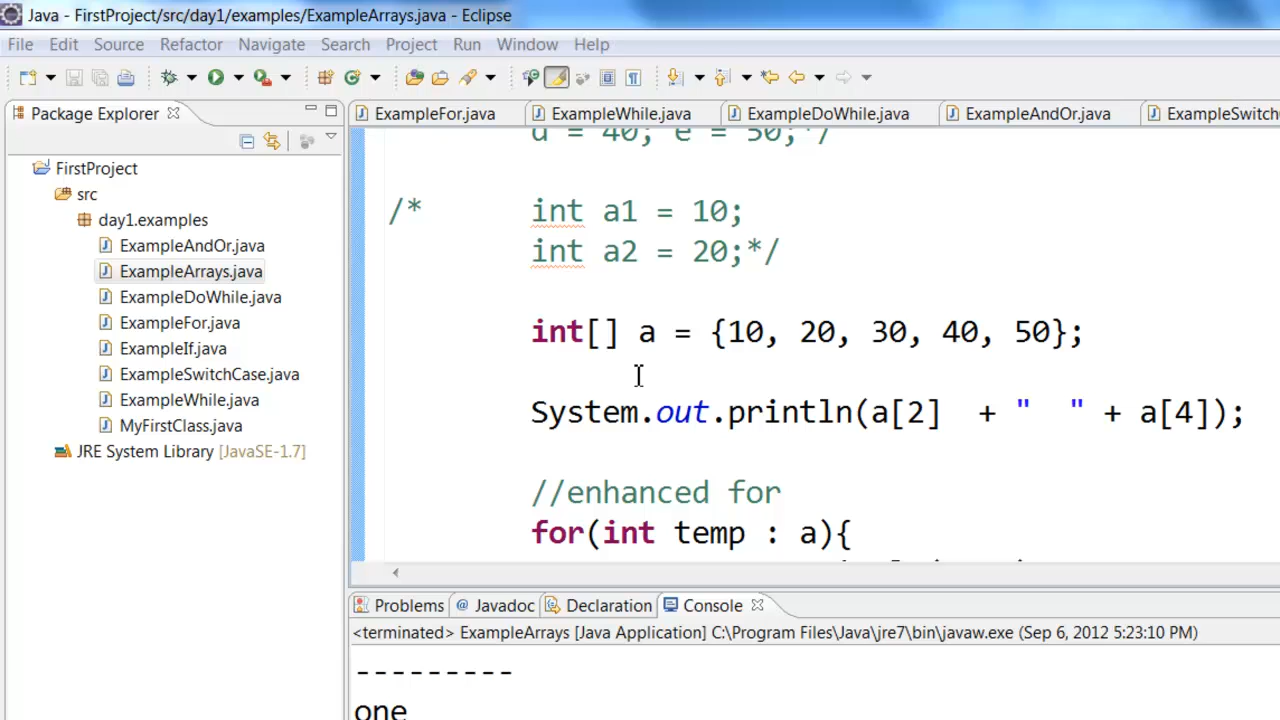 Java - FirstProject/src/day1/examples/ExampleArrays.java - Eclipse
File Edit Source Refactor Navigate Search Project Run Window Help
Package Explorer
ExampleFor.java ExampleWhile.java ExampleDoWhile.java ExampleAndOr.java ExampleSwitchC
FirstProject
src
day1.examples
ExampleAndOr.java
ExampleArrays.java
ExampleDoWhile.java
ExampleFor.java
ExampleIf.java
ExampleSwitchCase.java
ExampleWhile.java
MyFirstClass.java
JRE System Library [JavaSE-1.7]
d = 40; e = 50;*/
/* int a1 = 10;
int a2 = 20;*/
int[] a = {10, 20, 30, 40, 50};
System.out.println(a[2] + "  " + a[4]);
//enhanced for
for(int temp : a){
Problems @ Javadoc Declaration Console
<terminated> ExampleArrays [Java Application] C:\Program Files\Java\jre7\bin\javaw.exe (Sep 6, 2012 5:23:10 PM)
---------
one